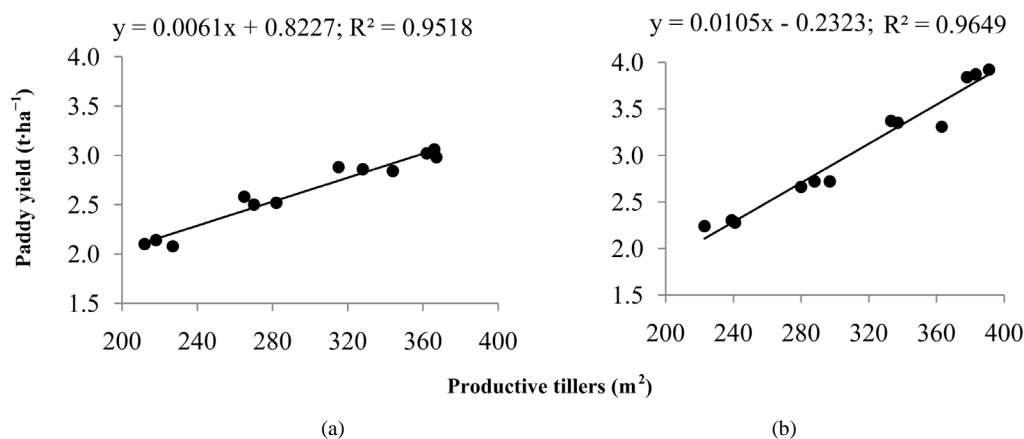 y = 0.0061x + 0.8227; R² = 0.9518
y = 0.0105x - 0.2323; R² = 0.9649
Paddy yield (t·ha⁻¹)
4.0
3.5
3.0
2.5
2.0
1.5
200 240 280 320 360 400
4.0
3.5
3.0
2.5
2.0
1.5
200 240 280 320 360 400
Productive tillers (m²)
(a)
(b)